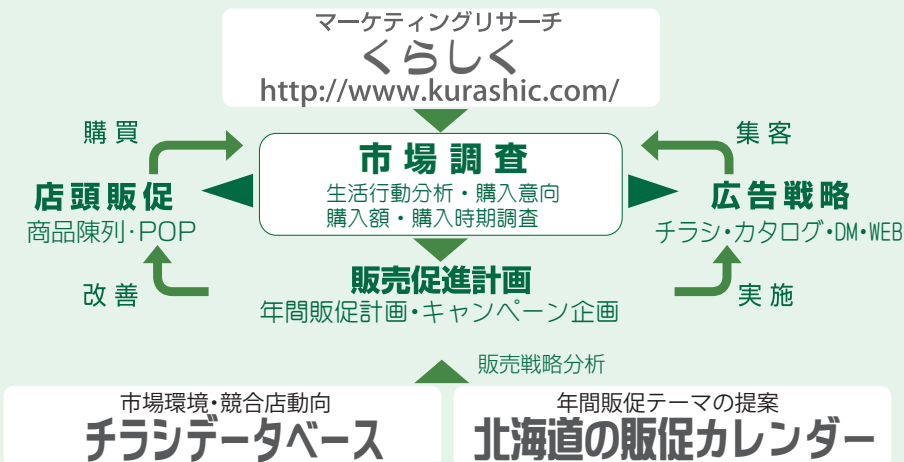 マーケティングリサーチ
くらしく
http://www.kurashic.com/
購買
集客
市場調査
生活行動分析・購入意向
購入額・購入時期調査
店頭販促
商品陳列・POP
広告戦略
チラシ・カタログ・DM・WEB
改善
実施
販売促進計画
年間販促計画・キャンペーン企画
販売戦略分析
市場環境・競合店動向
チラシデータベース
年間販促テーマの提案
北海道の販促カレンダー